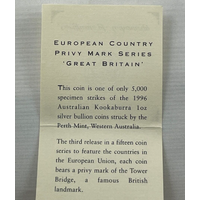 European Country
Privy Mark Series
'Great Britain'
This coin is one of only 5,000
specimen strikes of the 1996
Australian Kookaburra 1oz
silver bullion coins struck by the
Perth Mint, Western Australia.
The third release in a fifteen coin
series to feature the countries in
the European Union, each coin
bears a privy mark of the Tower
Bridge, a famous British
landmark.